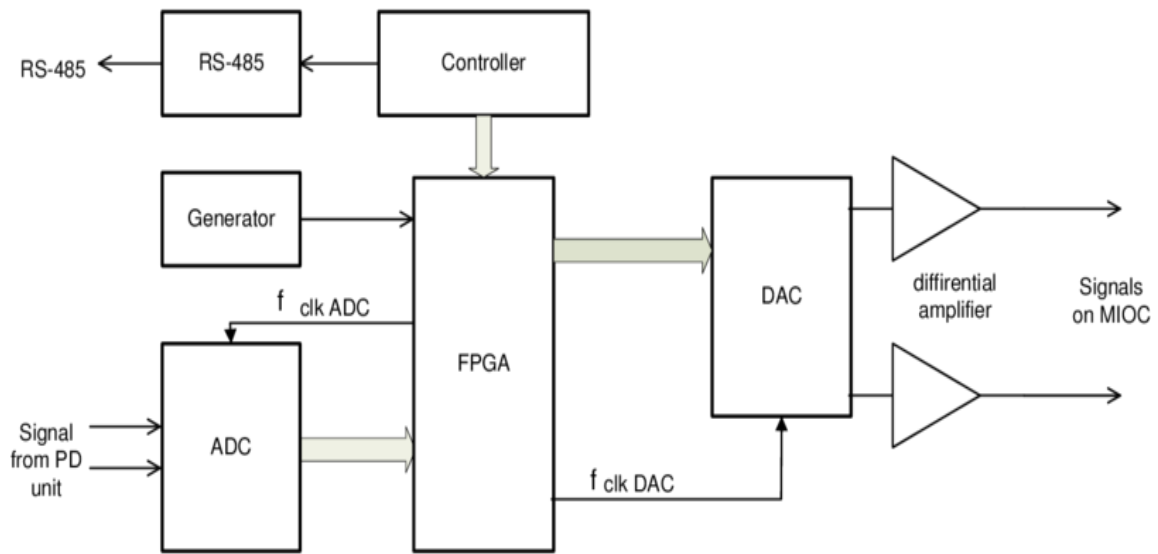 RS-485
RS-485
Controller
Generator
f clk ADC
FPGA
DAC
diffirential
amplifier
Signals
on MIOC
Signal
from PD
unit
ADC
f clk DAC